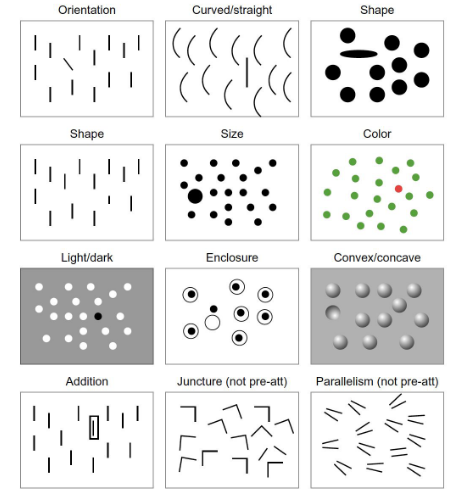 Orientation
Curved/straight
Shape
Shape
Size
Color
Light/dark
Enclosure
Convex/concave
Addition
Juncture (not pre-att)
Parallelism (not pre-att)